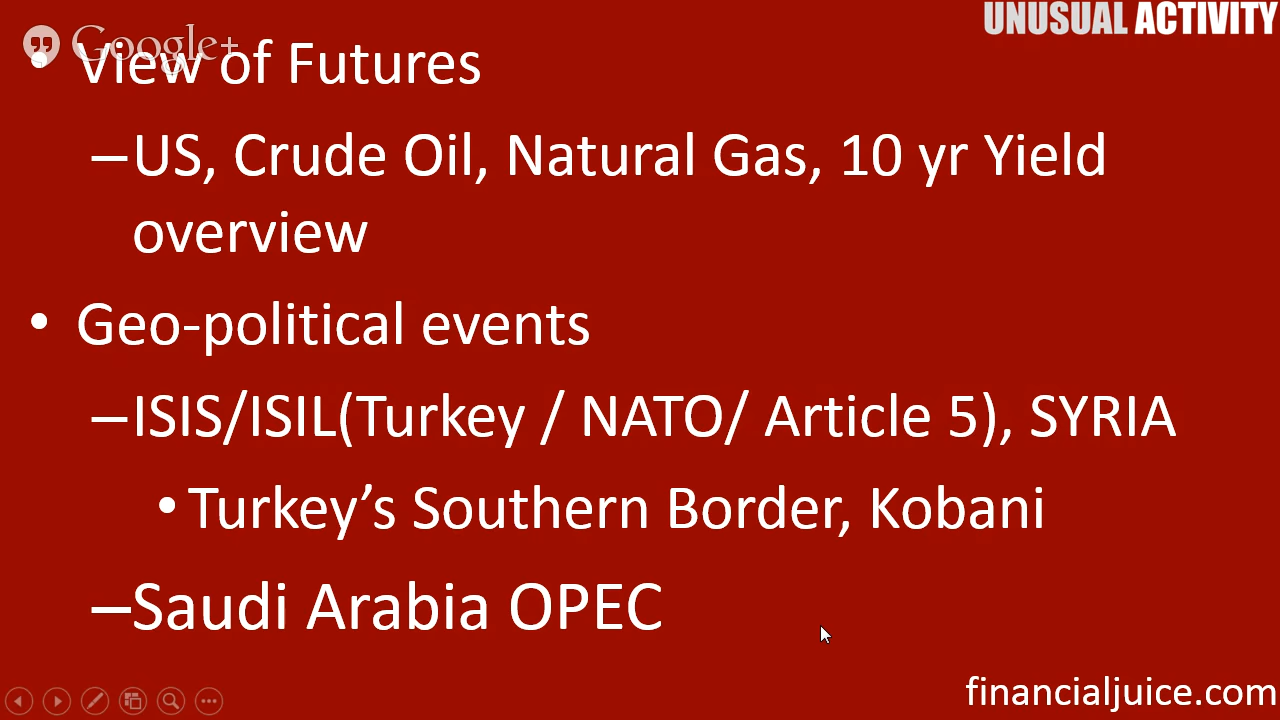 UNUSUAL ACTIVITY
Google+
• View of Futures
–US, Crude Oil, Natural Gas, 10 yr Yield
overview
• Geo-political events
–ISIS/ISIL(Turkey / NATO/ Article 5), SYRIA
• Turkey’s Southern Border, Kobani
–Saudi Arabia OPEC
financialjuice.com